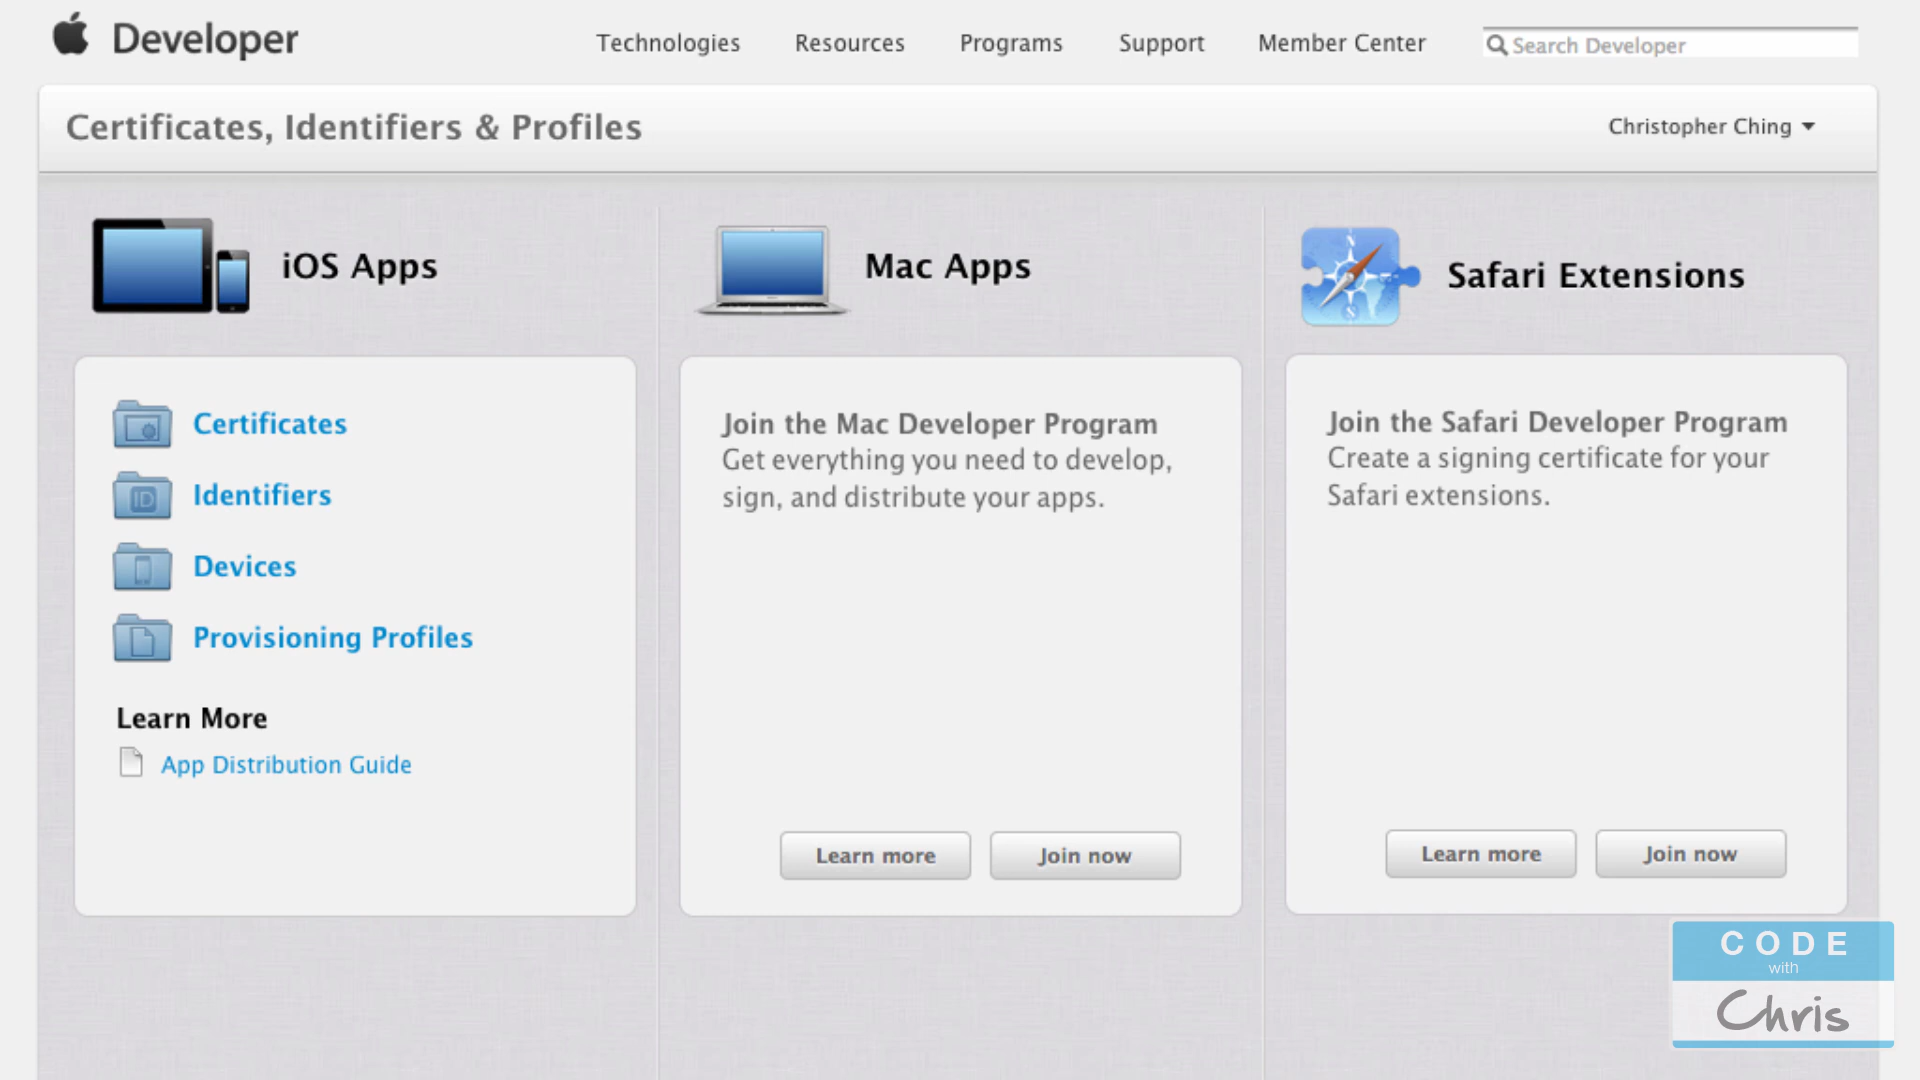 Developer
Technologies
Resources
Programs
Support
Member Center
Search Developer
Certificates, Identifiers & Profiles
Christopher Ching
iOS Apps
Certificates
Identifiers
Devices
Provisioning Profiles
Learn More
App Distribution Guide
Mac Apps
Join the Mac Developer Program
Get everything you need to develop,
sign, and distribute your apps.
Learn more
Join now
Safari Extensions
Join the Safari Developer Program
Create a signing certificate for your
Safari extensions.
Learn more
Join now
CODE
with
Chris